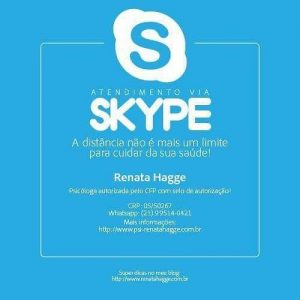 S
ATENDIMENTO VIA
SKYPE
A distância não é mais um limite
para cuidar da sua saúde!
Renata Hagge
Psicóloga autorizada pelo CFP com selo de autorização!
CRP: 05/50267
Whatsapp: (21) 99514-0421
Mais informações:
http://www.psi-renatahagge.com.br
Super dicas no meu blog:
http://www.renatahagge.com.br